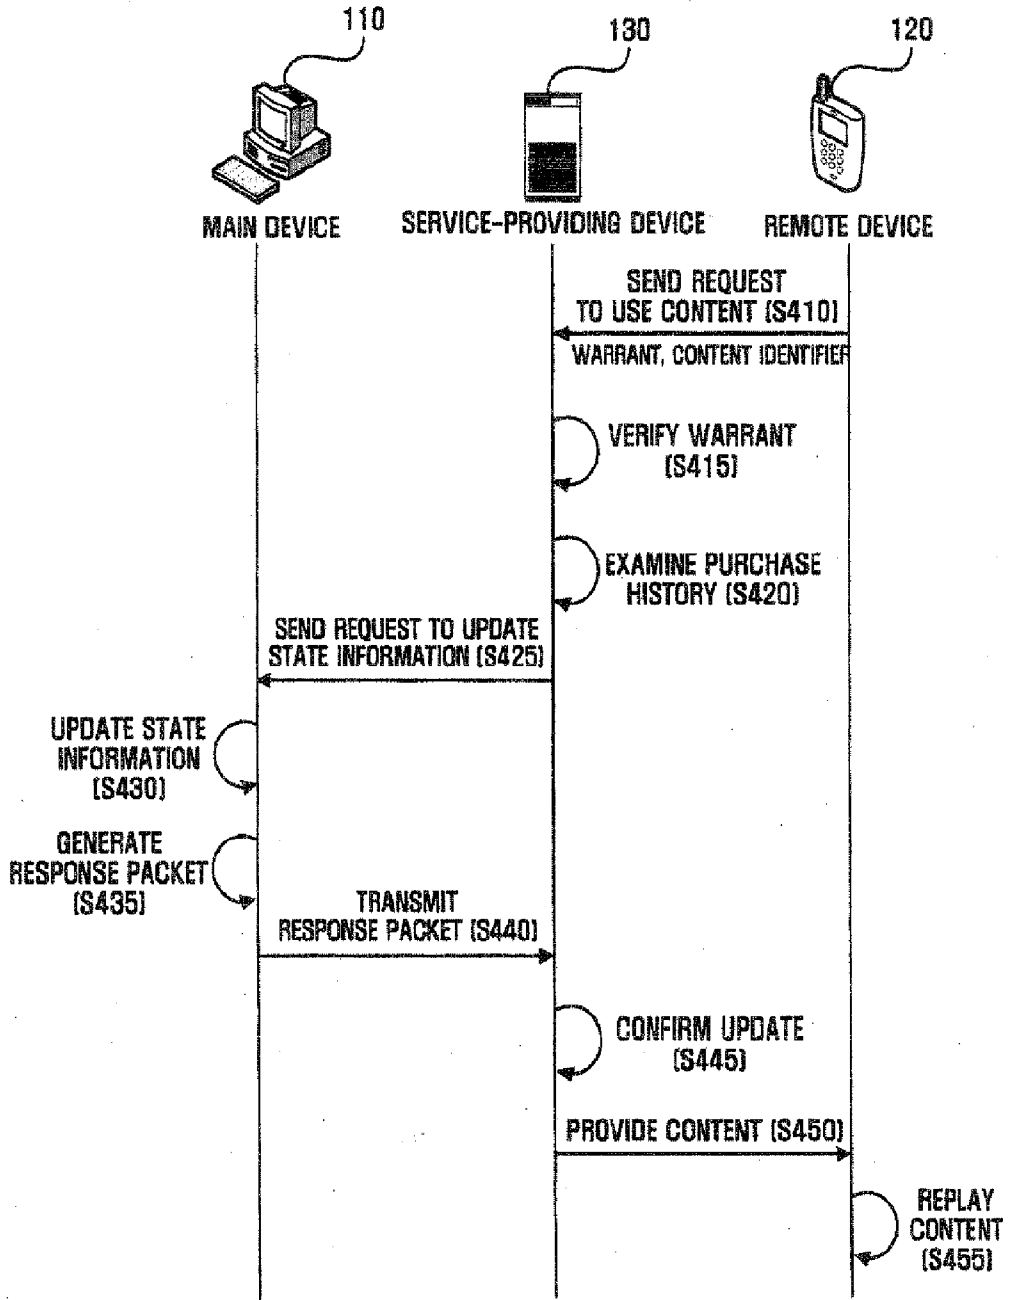 110
130
120
MAIN DEVICE
SERVICE-PROVIDING DEVICE
REMOTE DEVICE
SEND REQUEST
TO USE CONTENT (S410)
WARRANT, CONTENT IDENTIFIER
VERIFY WARRANT
(S415)
EXAMINE PURCHASE
HISTORY (S420)
SEND REQUEST TO UPDATE
STATE INFORMATION (S425)
UPDATE STATE
INFORMATION
(S430)
GENERATE
RESPONSE PACKET
(S435)
TRANSMIT
RESPONSE PACKET (S440)
CONFIRM UPDATE
(S445)
PROVIDE CONTENT (S450)
REPLAY
CONTENT
(S455)